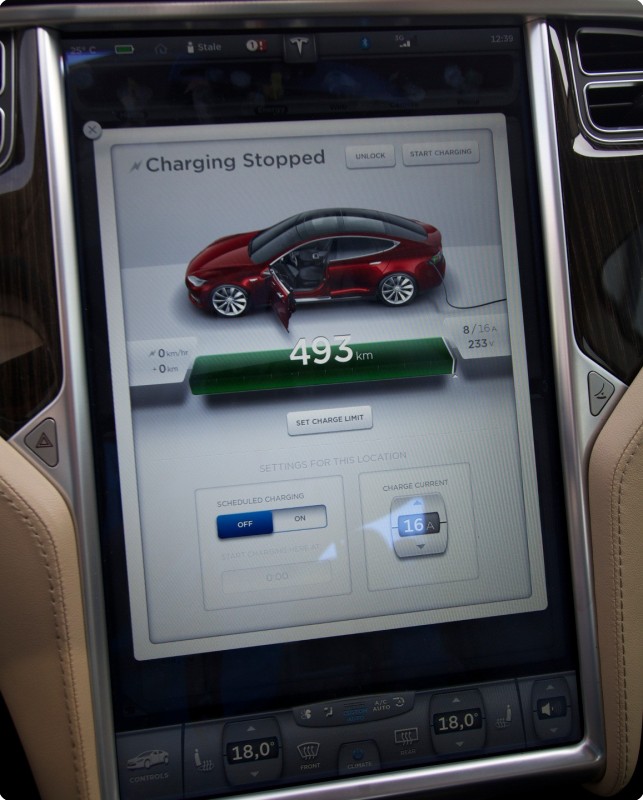 25° C
Stale
3G
12:39
Charging Stopped
UNLOCK
START CHARGING
8/16 A
233 V
493 km
0 km/hr
+ 0 km
SET CHARGE LIMIT
SETTINGS FOR THIS LOCATION
SCHEDULED CHARGING
OFF
ON
0:00
CHARGE CURRENT
16 A
A/C
AUTO
18,0°
18,0°
FRONT
REAR
CONTROLS
CLIMATE